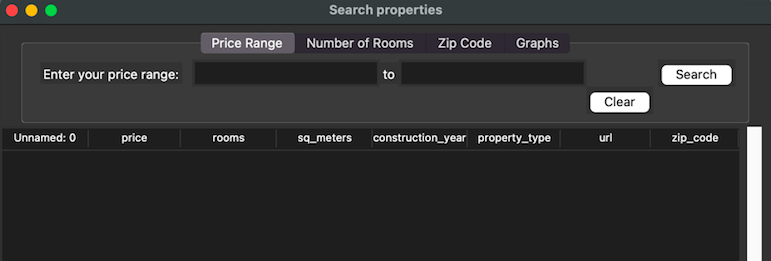 Search properties
Price Range Number of Rooms Zip Code Graphs
Enter your price range: to Search
Clear
Unnamed: 0 price rooms sq_meters construction_year property_type url zip_code